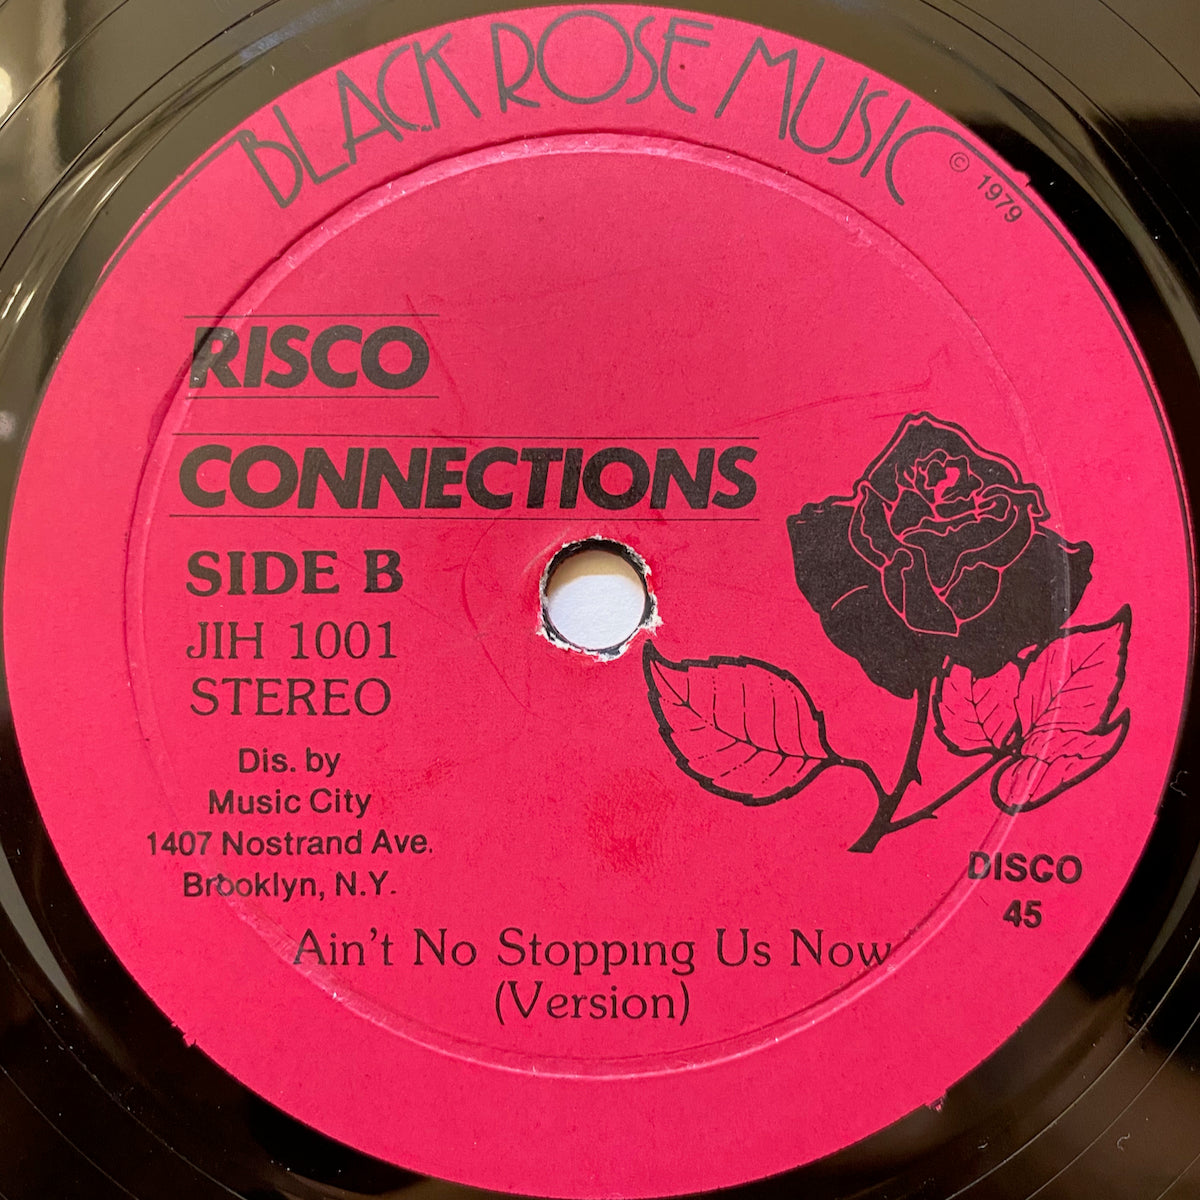 BLACK ROSE MUSIC
© 1979
RISCO
CONNECTIONS
SIDE B
JIH 1001
STEREO
Dis. by
Music City
1407 Nostrand Ave.
Brooklyn, N.Y.
DISCO
45
Ain't No Stopping Us Now
(Version)